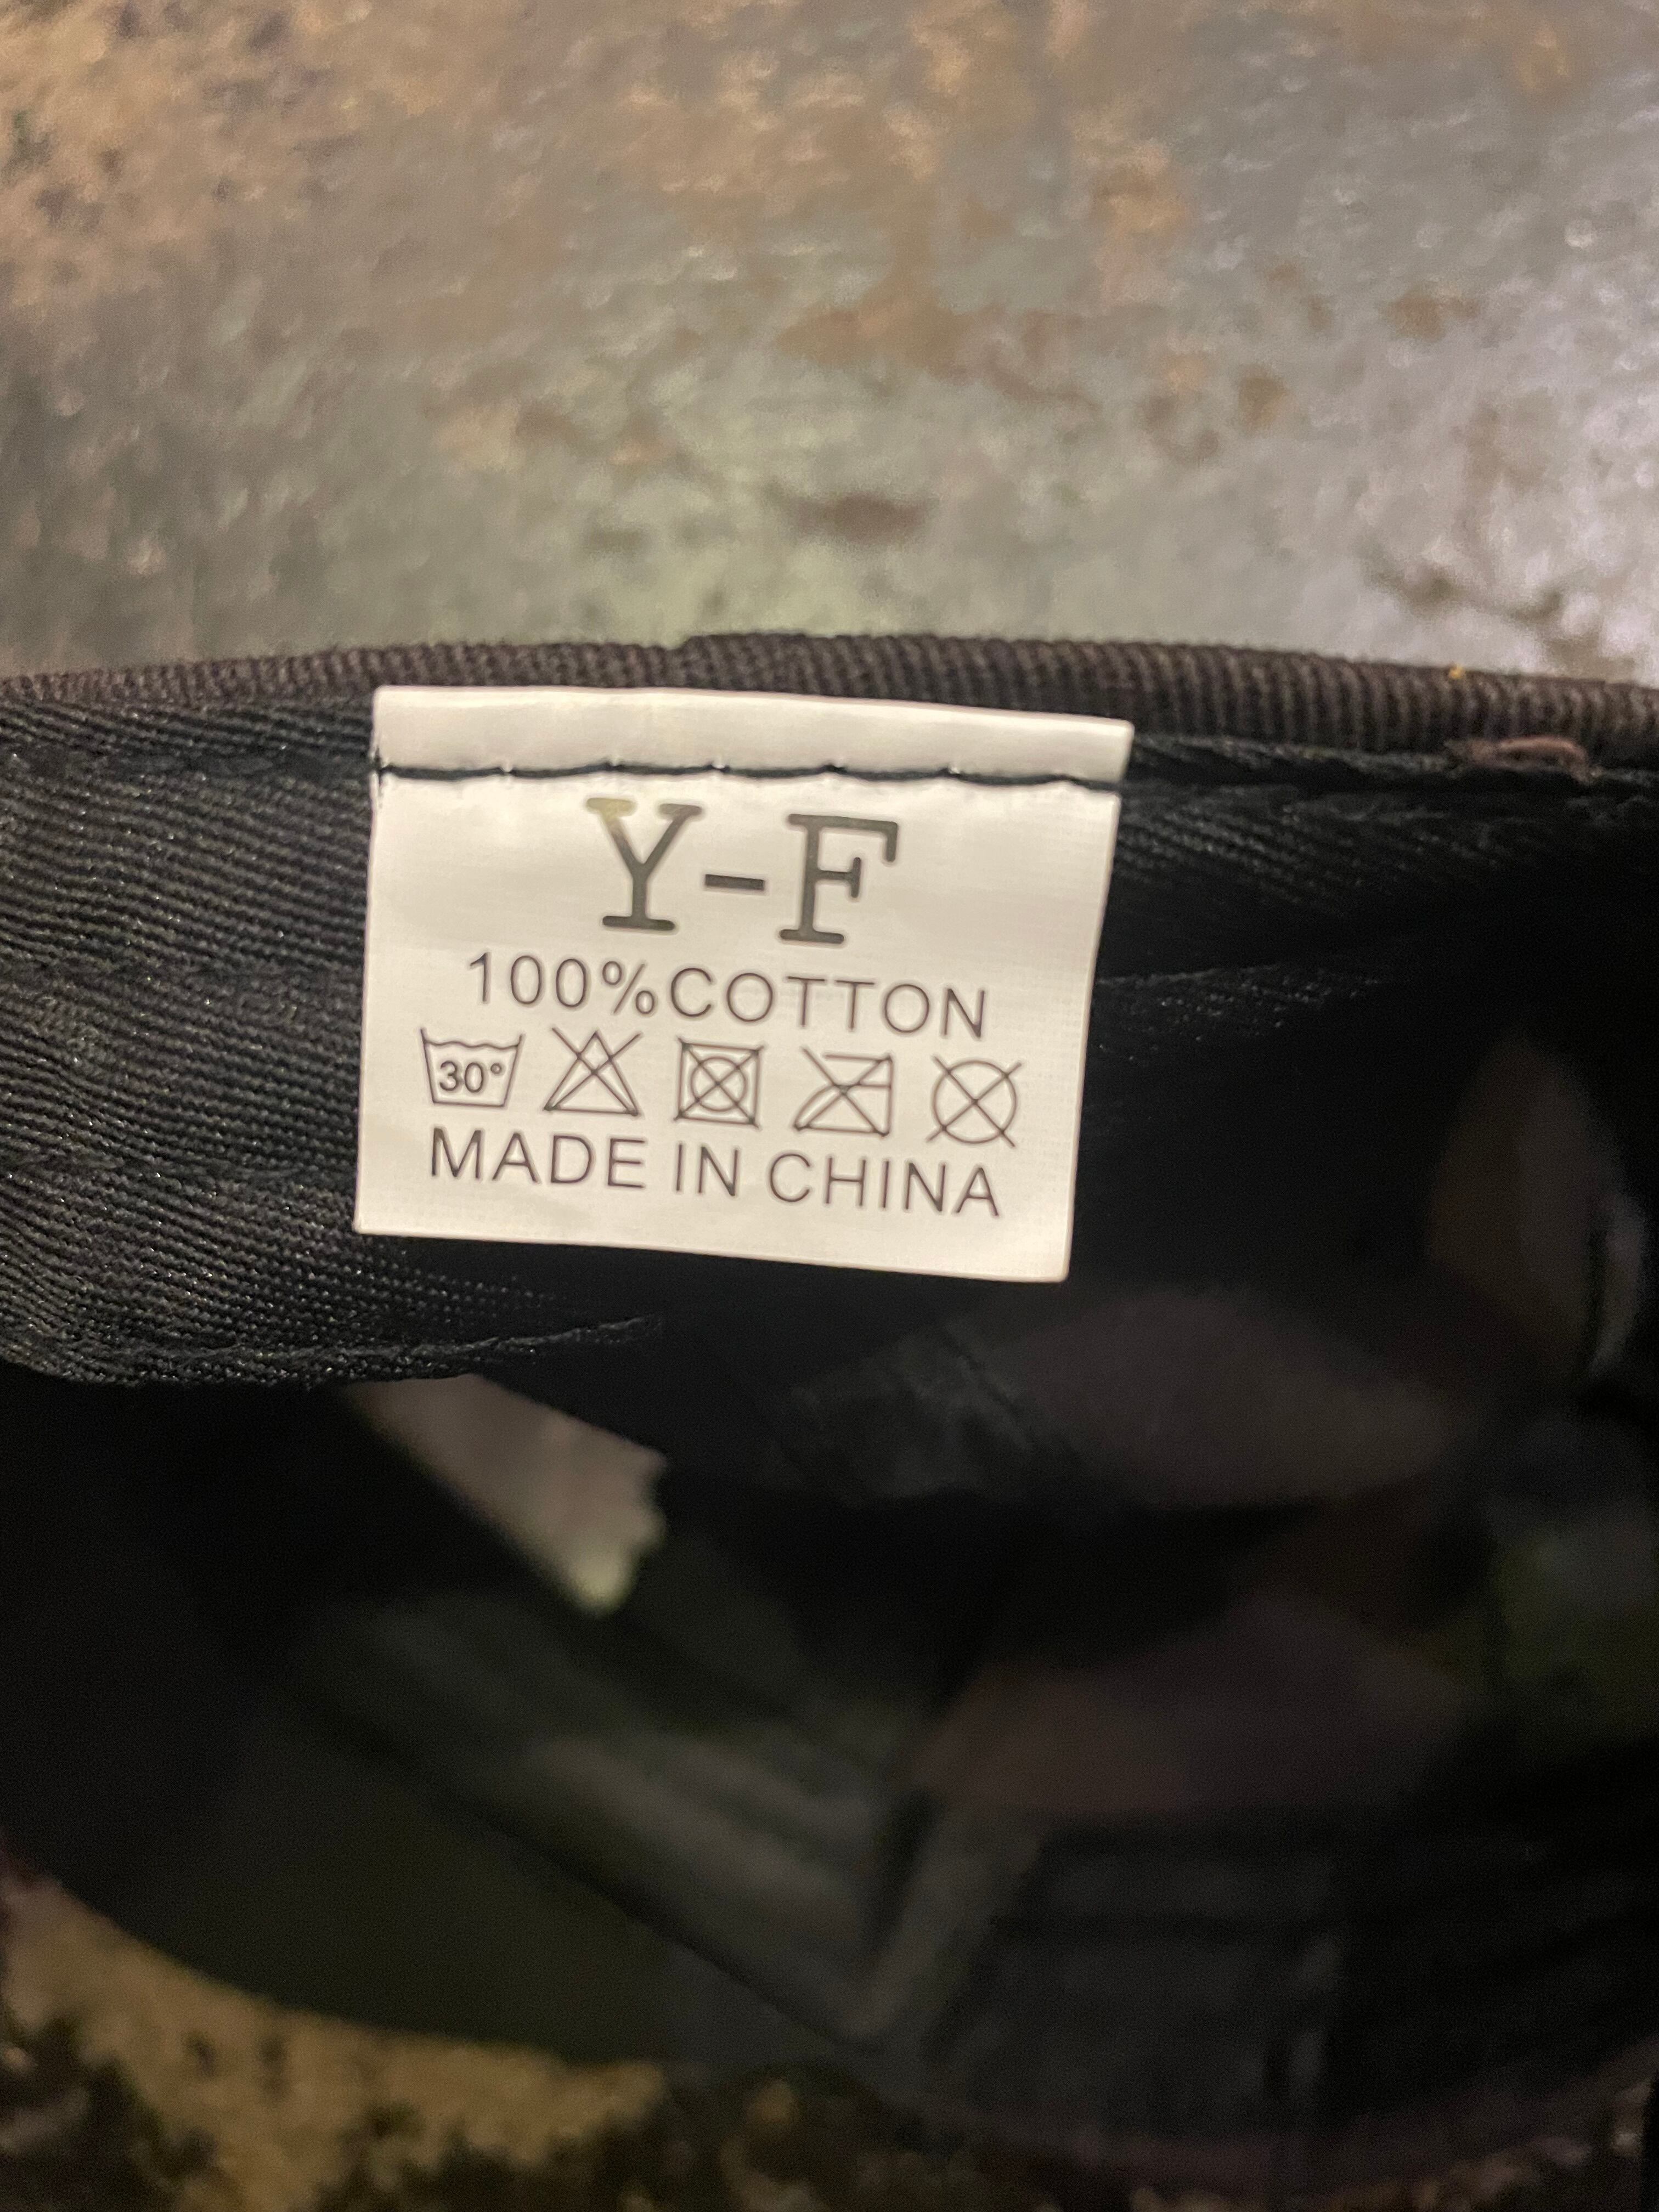 Y-F
100%COTTON
30°
MADE IN CHINA